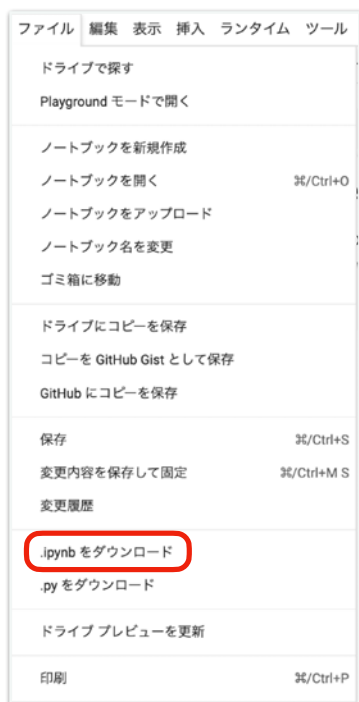 ファイル 編集 表示 挿入 ランタイム ツール
ドライブで探す
Playground モードで開く
ノートブックを新規作成
ノートブックを開く ⌘/Ctrl+O
ノートブックをアップロード
ノートブック名を変更
ゴミ箱に移動
ドライブにコピーを保存
コピーを GitHub Gist として保存
GitHub にコピーを保存
保存 ⌘/Ctrl+S
変更内容を保存して固定 ⌘/Ctrl+M S
変更履歴
.ipynb をダウンロード
.py をダウンロード
ドライブ プレビューを更新
印刷 ⌘/Ctrl+P